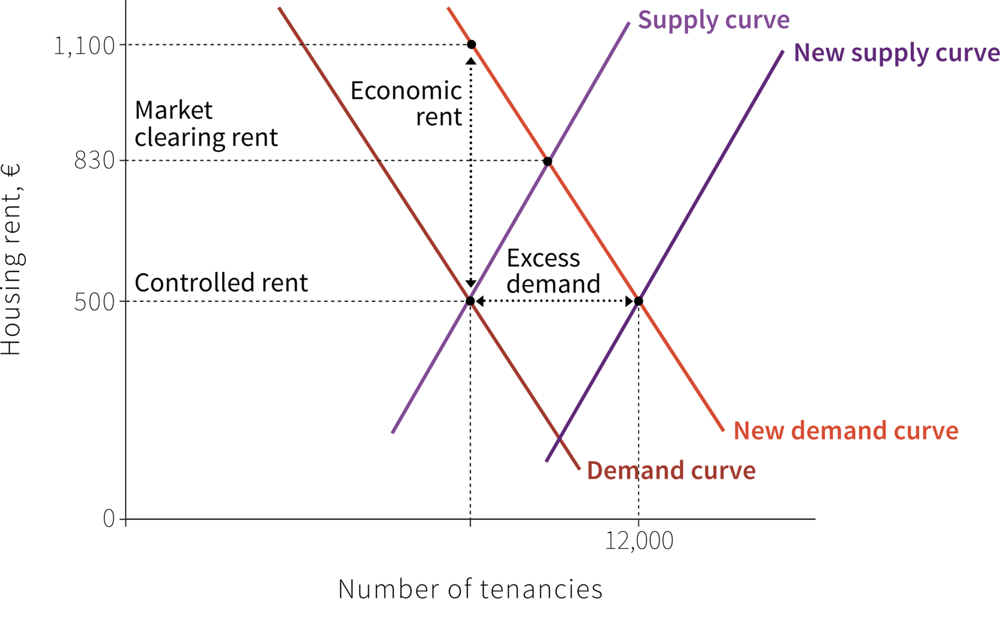 Supply curve
New supply curve
1,100
Economic
rent
Market
clearing rent
830
Housing rent, €
Excess
demand
Controlled rent
500
New demand curve
Demand curve
0
12,000
Number of tenancies